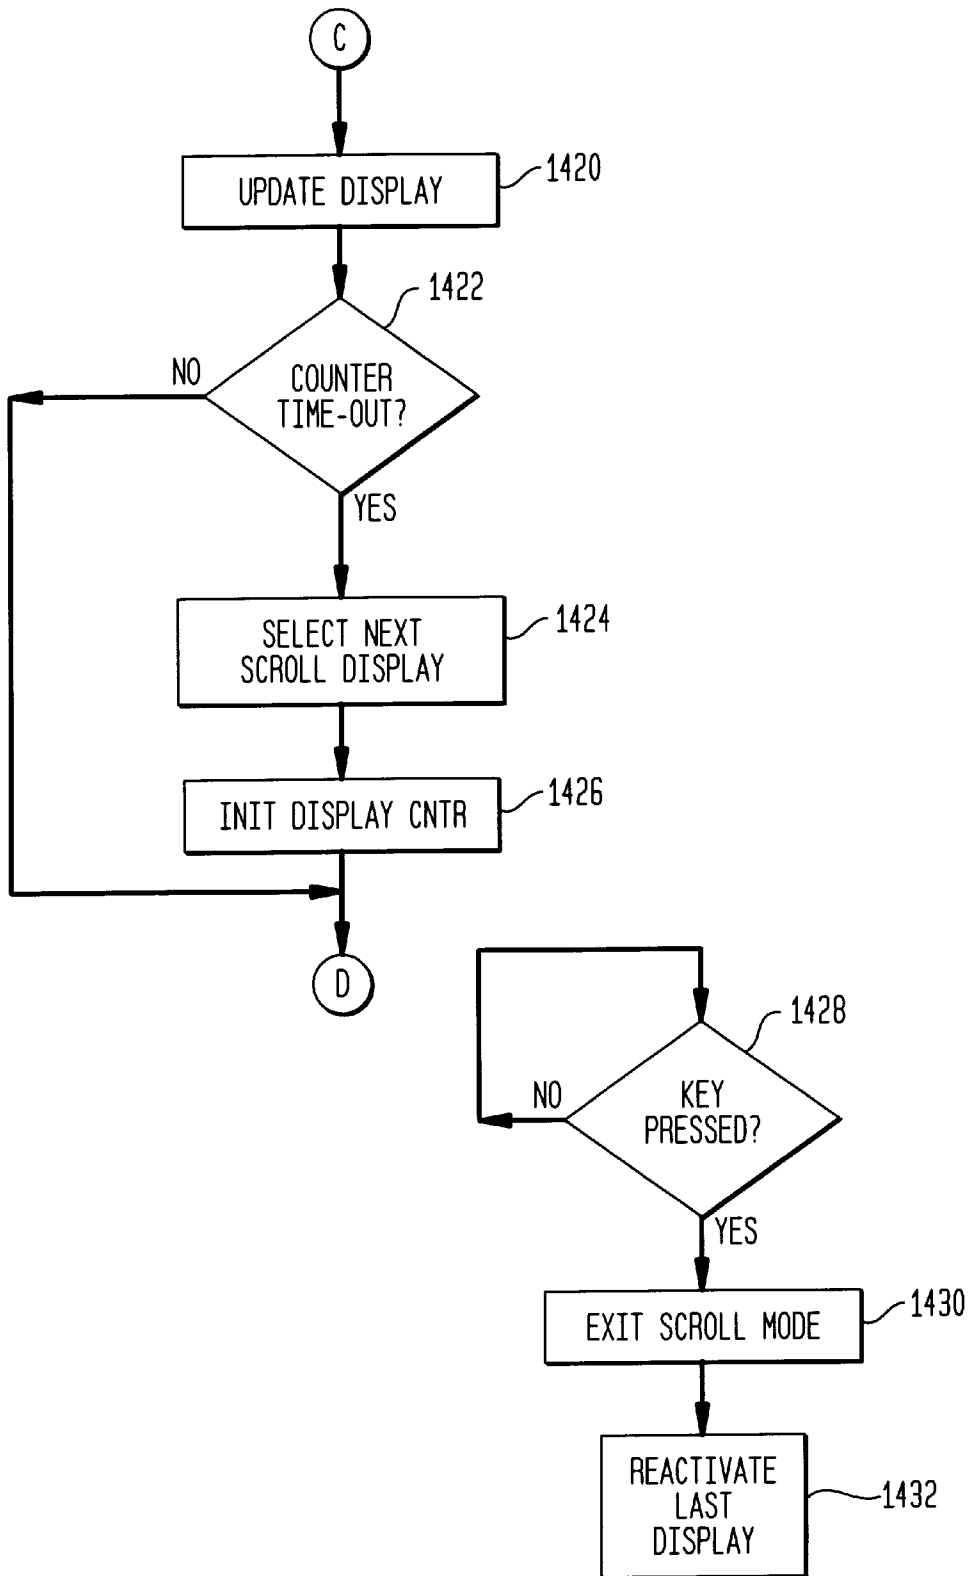 C
UPDATE DISPLAY
1420
1422
NO
COUNTER
TIME-OUT?
YES
SELECT NEXT
SCROLL DISPLAY
1424
INIT DISPLAY CNTR
1426
D
1428
NO
KEY
PRESSED?
YES
EXIT SCROLL MODE
1430
REACTIVATE
LAST
DISPLAY
1432